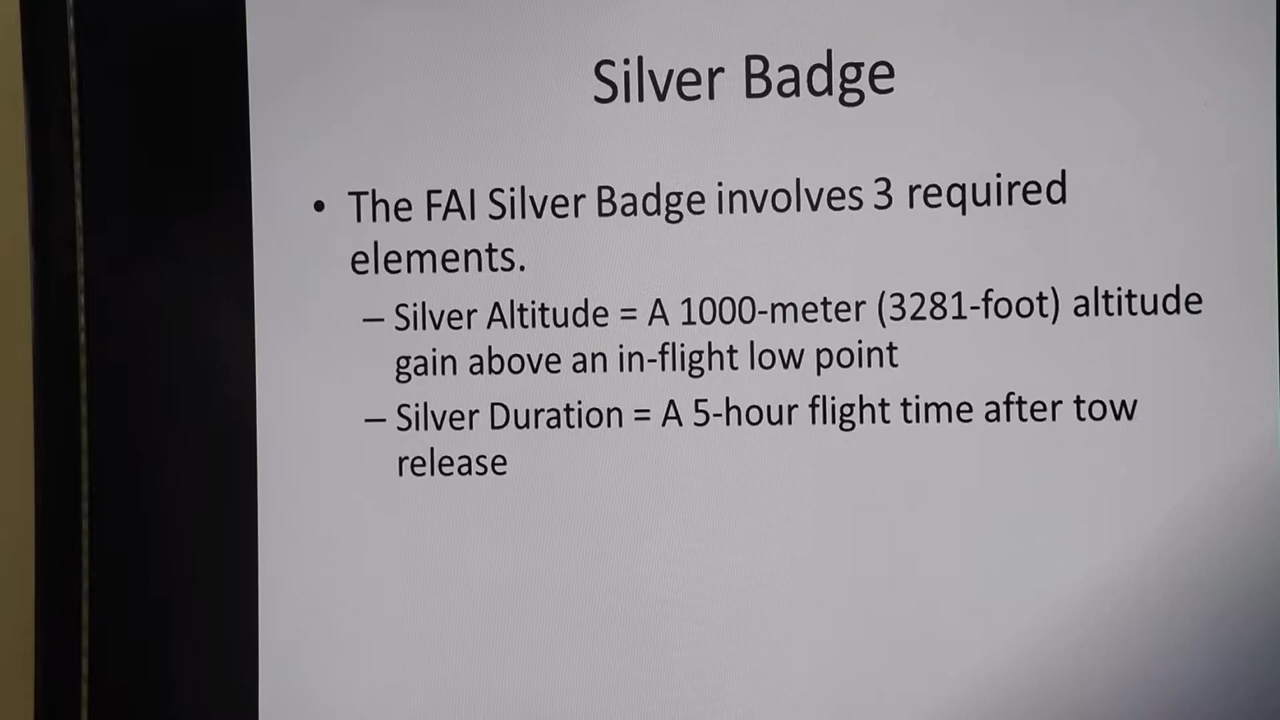 Silver Badge
• The FAI Silver Badge involves 3 required
elements.
– Silver Altitude = A 1000-meter (3281-foot) altitude
gain above an in-flight low point
– Silver Duration = A 5-hour flight time after tow
release